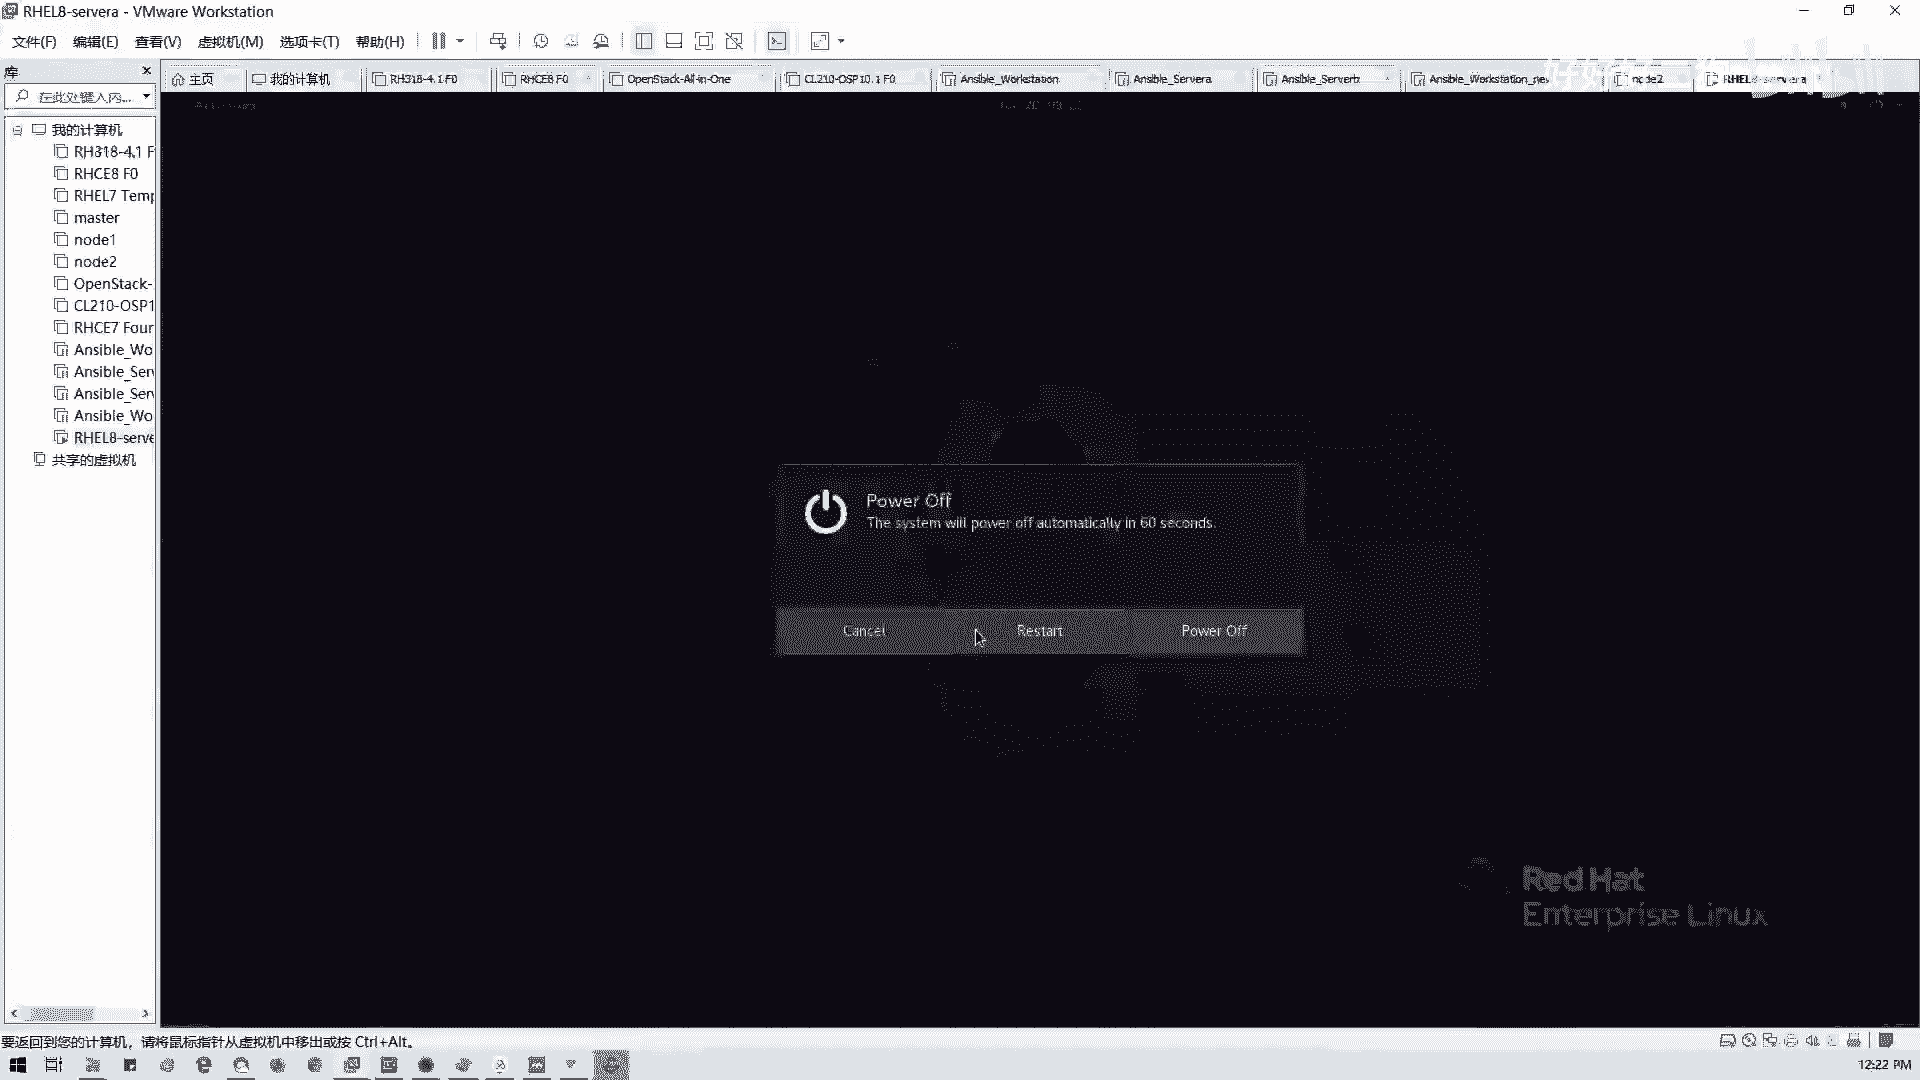 RHEL8-servera - VMware Workstation
文件(F) 编辑(E) 查看(V) 虚拟机(M) 选项卡(T) 帮助(H)
库
在此处键入内...
主页 我的计算机 RH318-4.1 F0 RHCE8 F0 OpenStack-All-in-One CL210-OSP10.1 F0 Ansible_Workstation Ansible_Servera Ansible_Serverb Ansible_Workstation_ node2 RHEL8-servera
我的计算机
RH318-4.1 F
RHCE8 F0
RHEL7 Temp
master
node1
node2
OpenStack-
CL210-OSP1
RHCE7 Four
Ansible_Wo
Ansible_Ser
Ansible_Ser
Ansible_Wo
RHEL8-serve
共享的虚拟机
Power Off
The system will power off automatically in 60 seconds.
Cancel Restart Power Off
Red Hat
Enterprise Linux
要返回到您的计算机，请将鼠标指针从虚拟机中移出或按 Ctrl+Alt。
12:22 PM